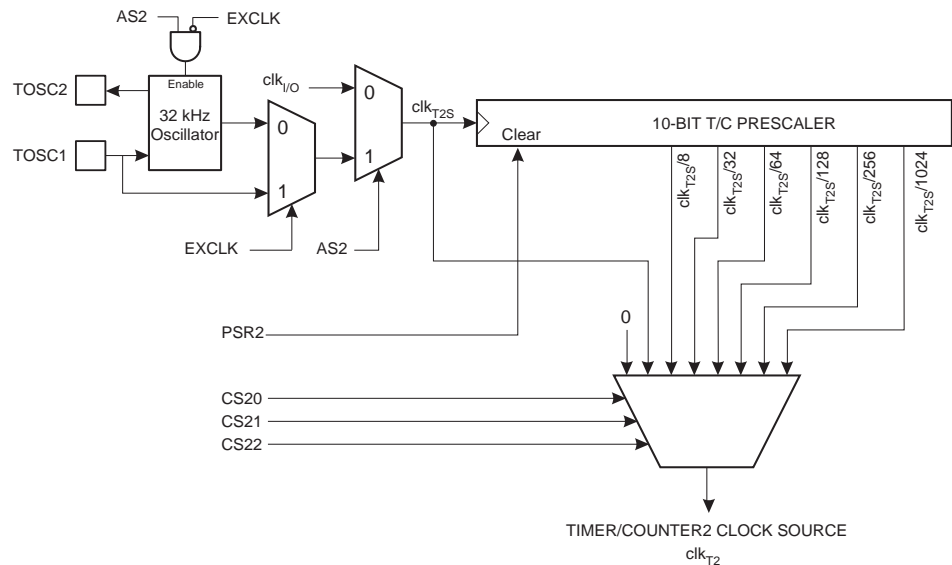 AS2
EXCLK
TOSC2
Enable
32 kHz
Oscillator
TOSC1
clkI/O
0
1
0
1
clkT2S
Clear
10-BIT T/C PRESCALER
clkT2S/8
clkT2S/32
clkT2S/64
clkT2S/128
clkT2S/256
clkT2S/1024
EXCLK
AS2
PSR2
0
CS20
CS21
CS22
TIMER/COUNTER2 CLOCK SOURCE
clkT2